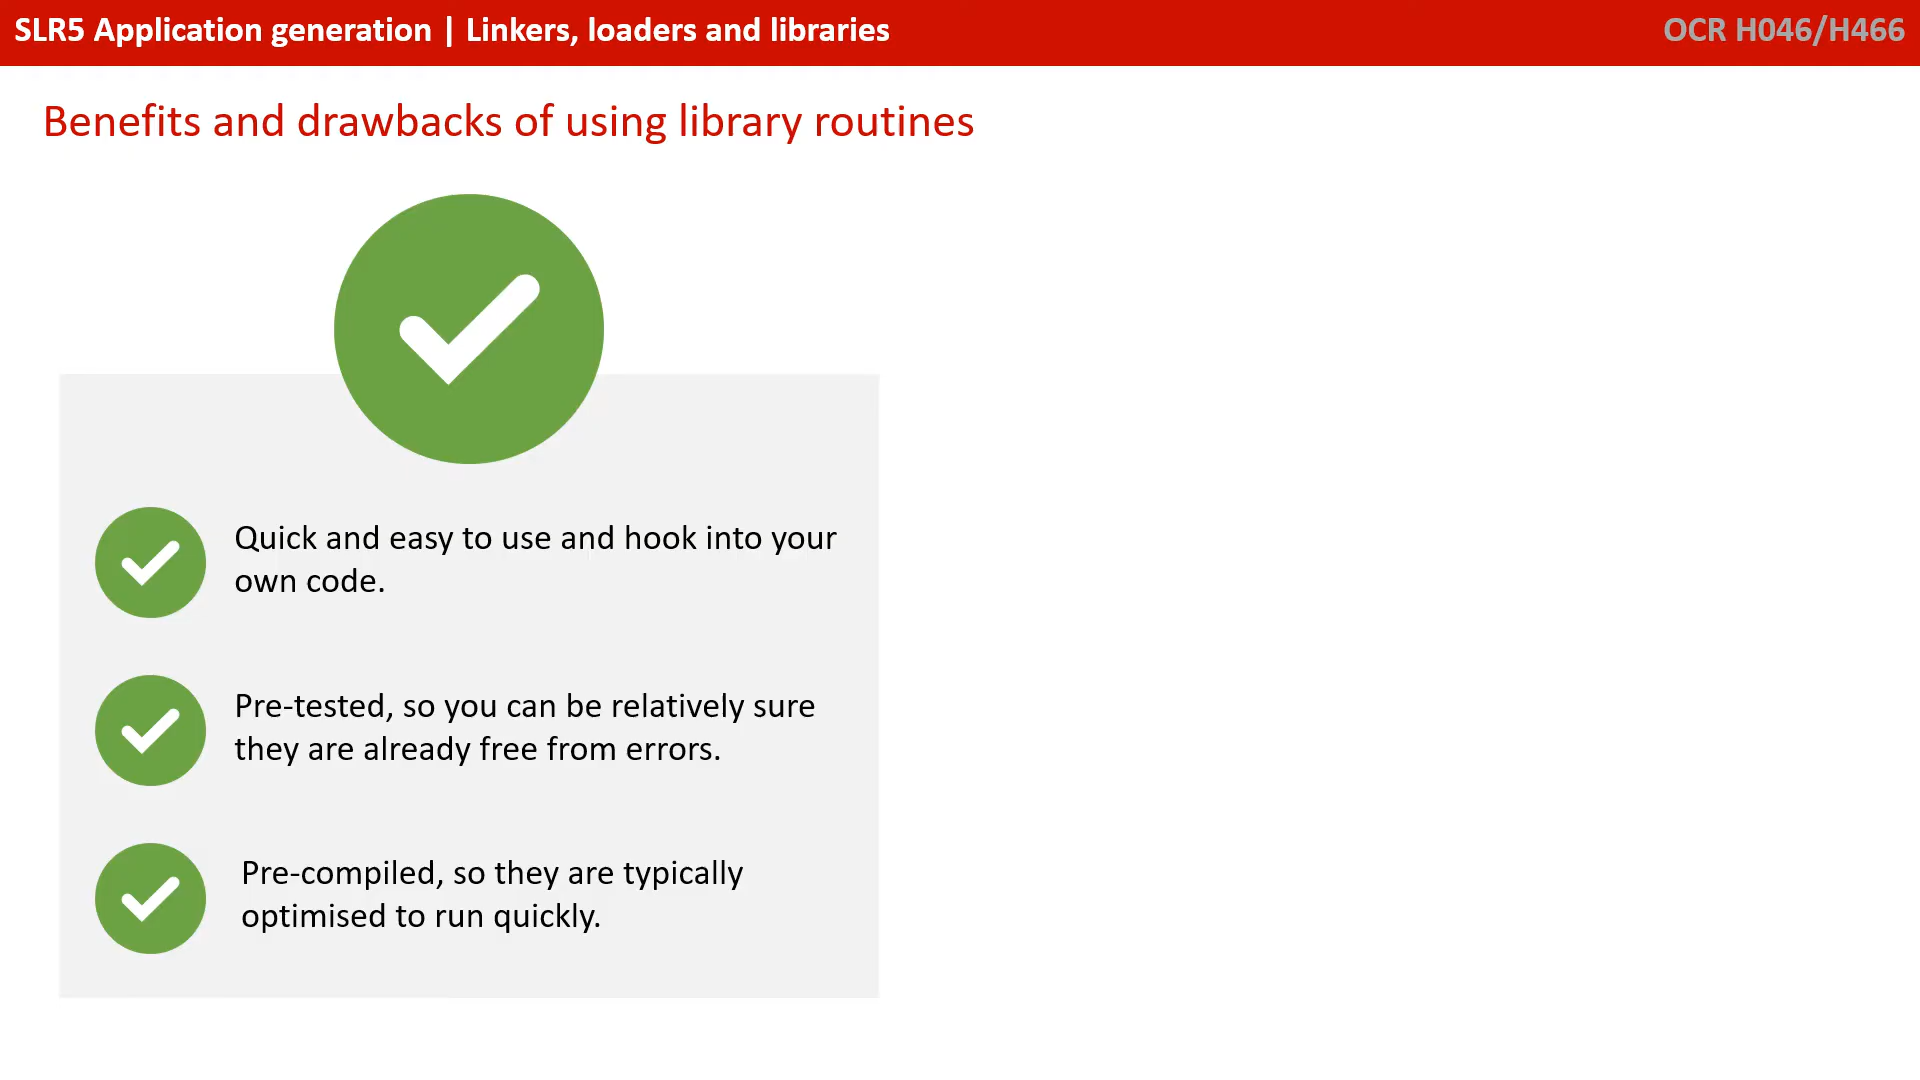 SLR5 Application generation | Linkers, loaders and libraries
OCR H046/H466
Benefits and drawbacks of using library routines
Quick and easy to use and hook into your
own code.
Pre-tested, so you can be relatively sure
they are already free from errors.
Pre-compiled, so they are typically
optimised to run quickly.